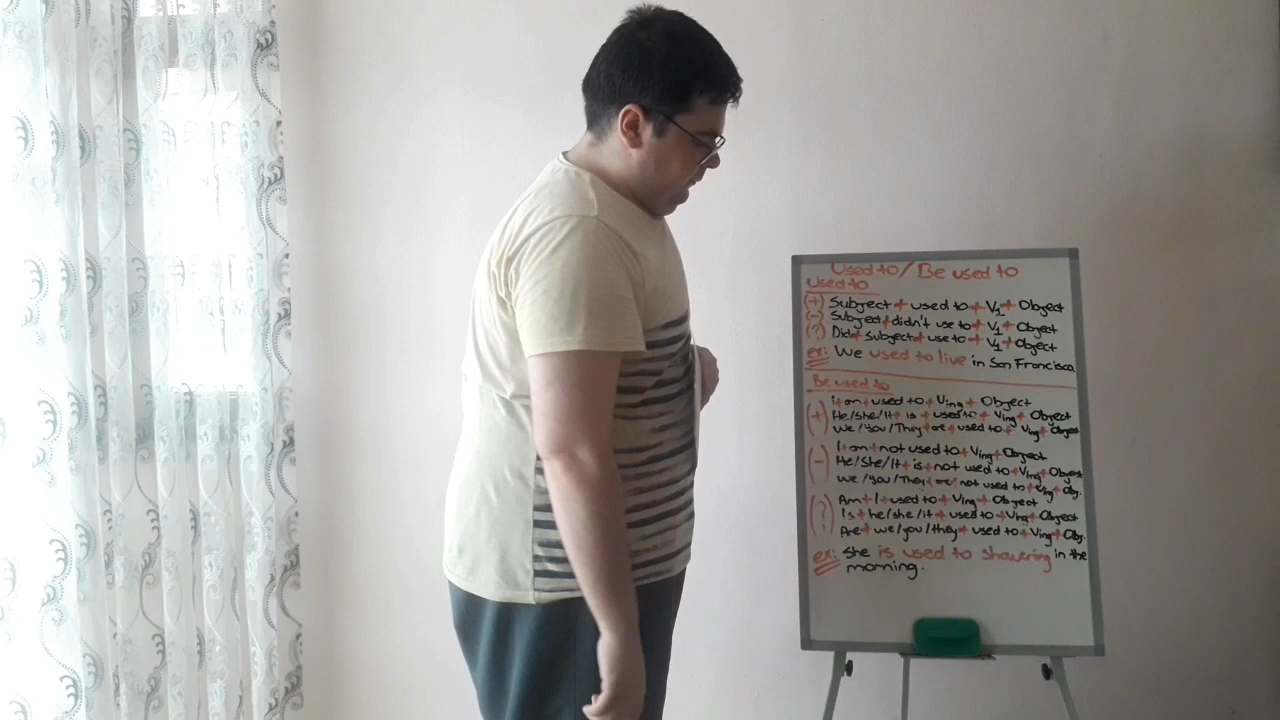 Used to / Be used to
Used to
(+) Subject + used to + V1 + Object
(-) Subject + didn't use to + V1 + Object
(?) Did + Subject + use to + V1 + Object
ex: We used to live in San Francisco.
Be used to
(+) I + am + used to + Ving + Object
He/She/It + is + used to + Ving + Object
We/You/They + are + used to + Ving + Object
(-) I + am + not used to + Ving + Object
He/She/It + is + not used to + Ving + Object
We/You/They + are + not used to + Ving + Obj.
(?) Am + I + used to + Ving + Object
Is + he/she/it + used to + Ving + Object
Are + we/you/they + used to + Ving + Obj.
ex: She is used to showering in the
morning.